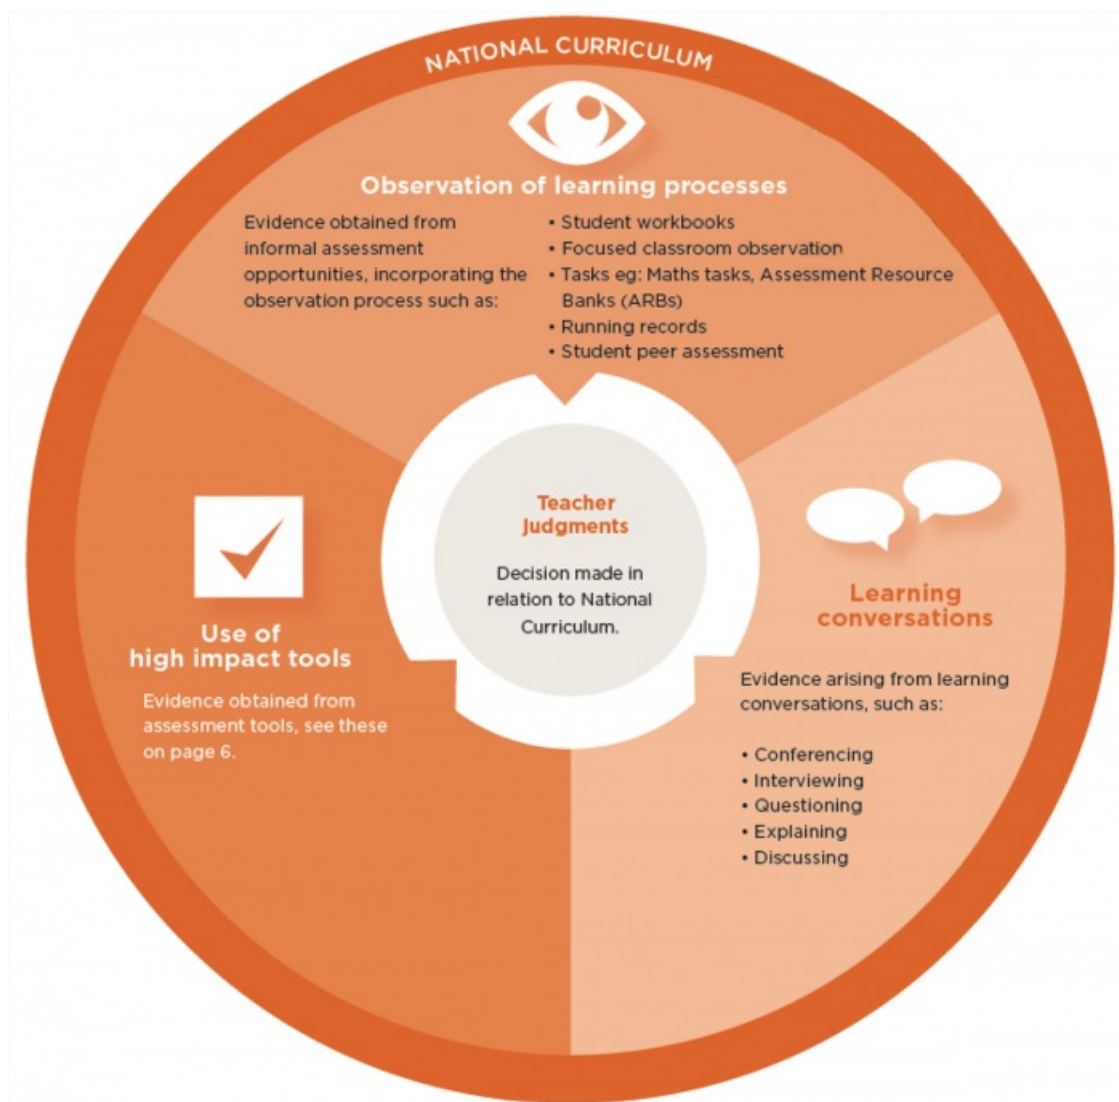 NATIONAL CURRICULUM
Observation of learning processes
Evidence obtained from
informal assessment
opportunities, incorporating the
observation process such as:
• Student workbooks
• Focused classroom observation
• Tasks eg: Maths tasks, Assessment Resource
Banks (ARBs)
• Running records
• Student peer assessment
Teacher
judgments
Decision made in
relation to National
Curriculum.
Use of
high impact tools
Evidence obtained from
assessment tools, see these
on page 6.
Learning
conversations
Evidence arising from learning
conversations, such as:
• Conferencing
• Interviewing
• Questioning
• Explaining
• Discussing